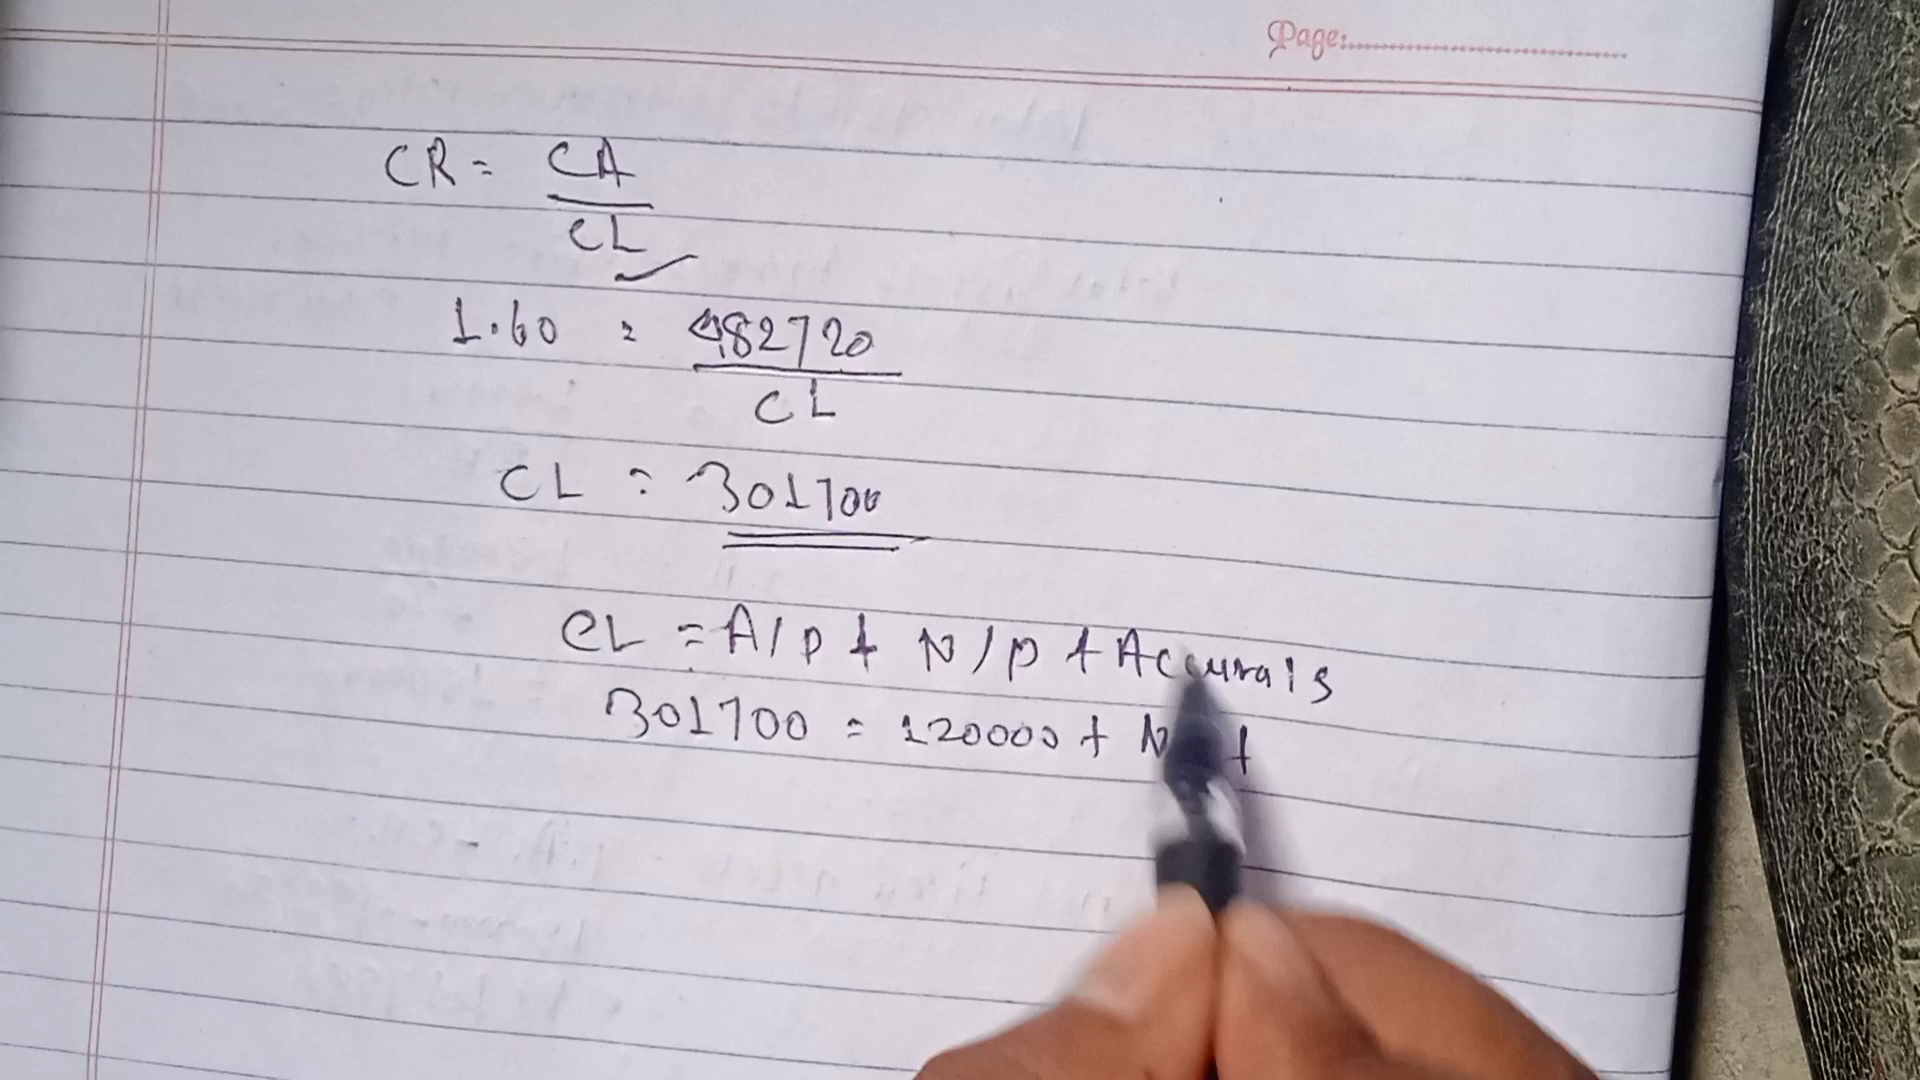 Page:
CR = CA
CL
1.60 = 482720
CL
CL = 301700
CL = A/P + N/P + Accurals
301700 = 120000 + N +